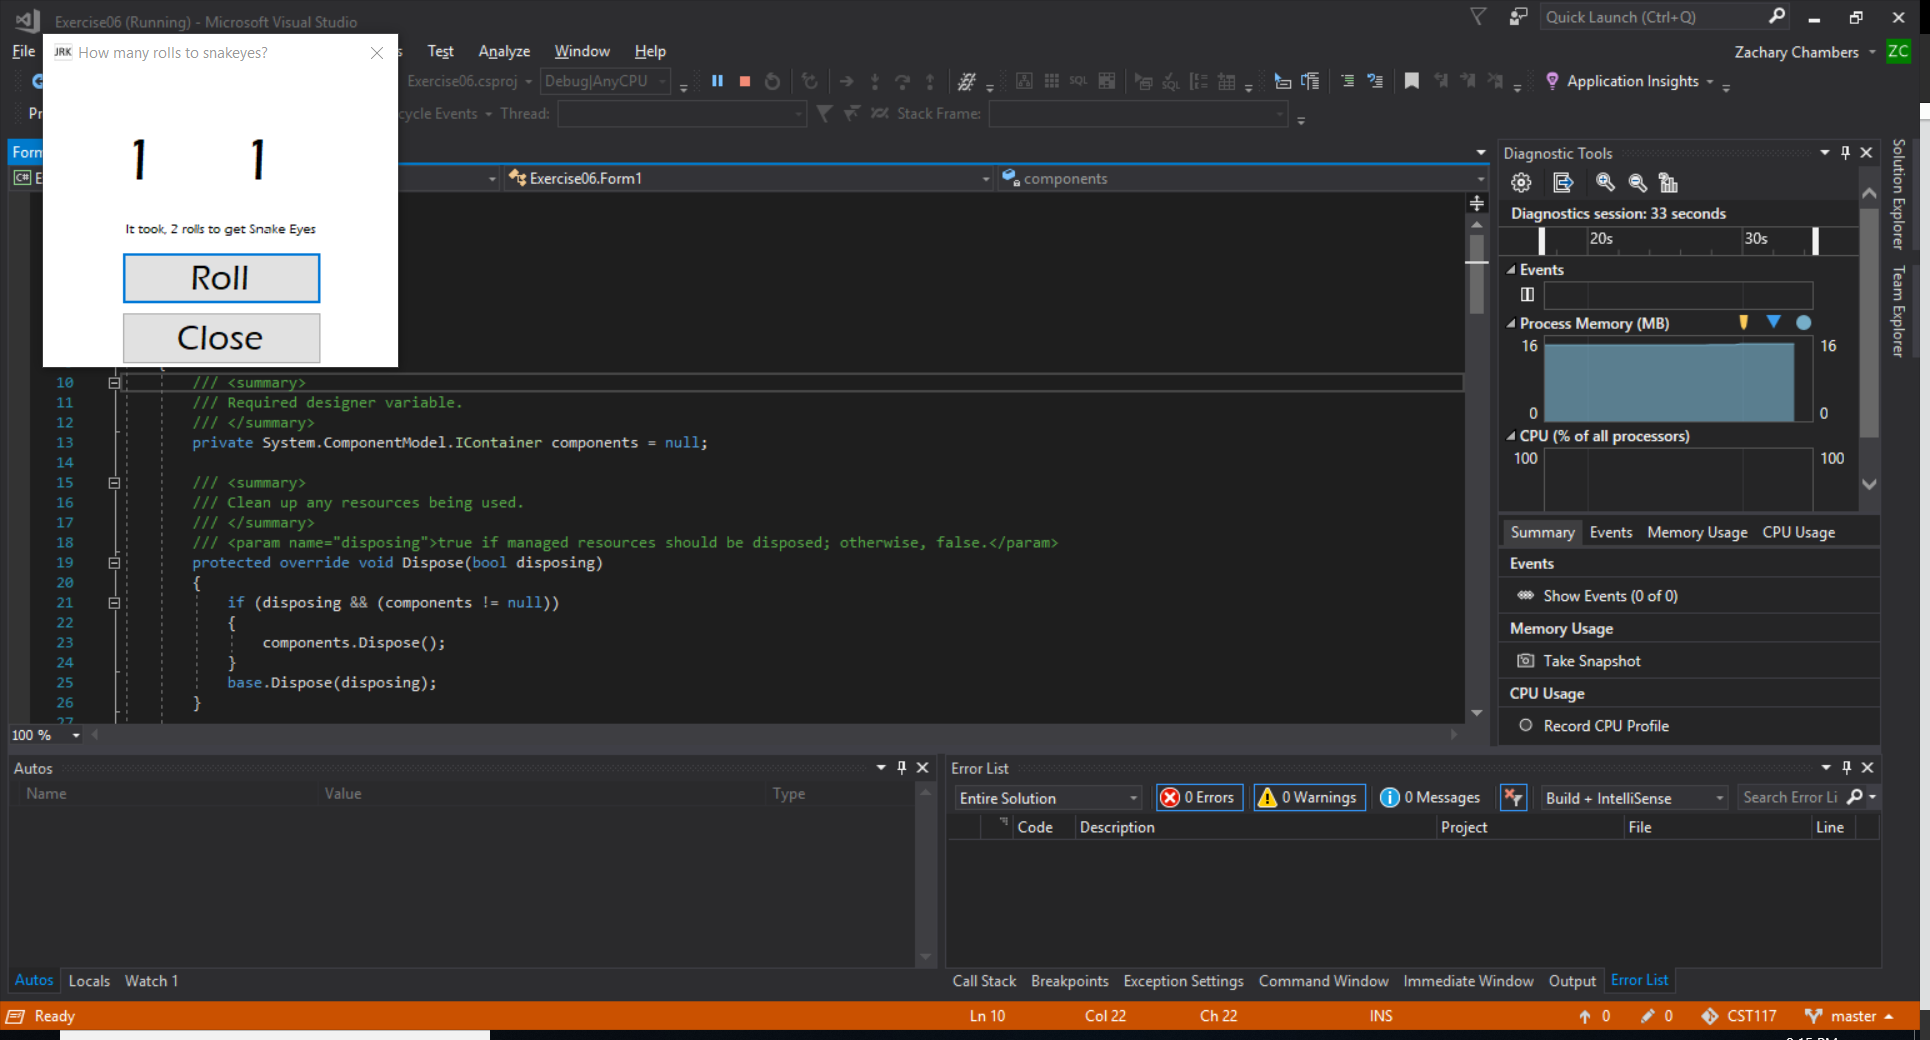 Exercise06 (Running) - Microsoft Visual Studio
Quick Launch (Ctrl+Q)
File
Test Analyze Window Help
Zachary Chambers ZC
JRK How many rolls to snakeyes?
Exercise06.csproj Debug|AnyCPU
SQL
Application Insights
Pr
cycle Events Thread:
Stack Frame:
1 1
It took, 2 rolls to get Snake Eyes
Roll
Close
Form
C# E
Exercise06.Form1
components
10 /// <summary>
11 /// Required designer variable.
12 /// </summary>
13 private System.ComponentModel.IContainer components = null;
14
15 /// <summary>
16 /// Clean up any resources being used.
17 /// </summary>
18 /// <param name="disposing">true if managed resources should be disposed; otherwise, false.</param>
19 protected override void Dispose(bool disposing)
20 {
21 if (disposing && (components != null))
22 {
23 components.Dispose();
24 }
25 base.Dispose(disposing);
26 }
27
100 %
Diagnostic Tools
Diagnostics session: 33 seconds
20s 30s
Events
Process Memory (MB)
16 16
0 0
CPU (% of all processors)
100 100
Summary Events Memory Usage CPU Usage
Events
Show Events (0 of 0)
Memory Usage
Take Snapshot
CPU Usage
Record CPU Profile
Solution Explorer
Team Explorer
Autos
Name Value Type
Autos Locals Watch 1
Error List
Entire Solution 0 Errors 0 Warnings 0 Messages Build + IntelliSense Search Error Li
Code Description Project File Line
Call Stack Breakpoints Exception Settings Command Window Immediate Window Output Error List
Ready Ln 10 Col 22 Ch 22 INS 0 0 CST117 master